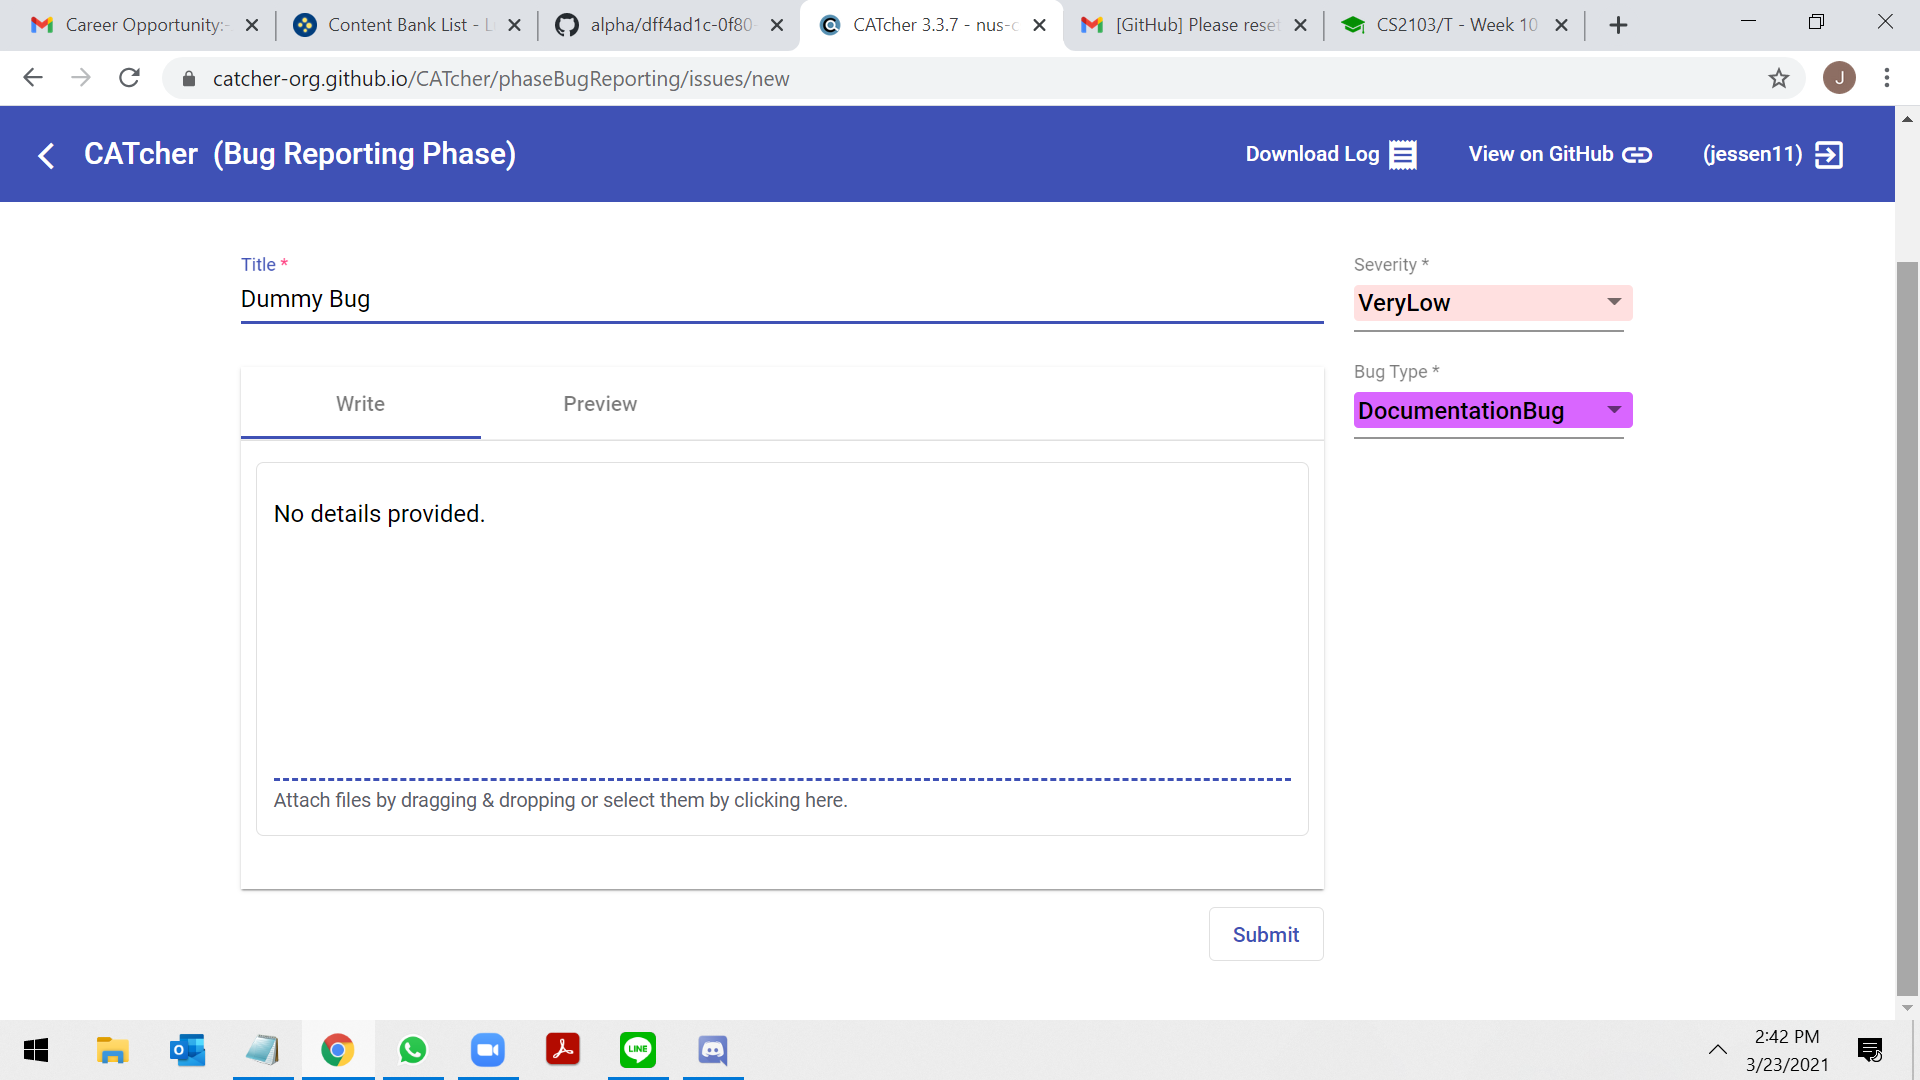 Career Opportunity:-
Content Bank List - L
alpha/dff4ad1c-0f80-
CATcher 3.3.7 - nus-c
[GitHub] Please reset
CS2103/T - Week 10
catcher-org.github.io/CATcher/phaseBugReporting/issues/new
J
CATcher (Bug Reporting Phase)
Download Log
View on GitHub
(jessen11)
Title *
Dummy Bug
Severity *
VeryLow
Bug Type *
DocumentationBug
Write
Preview
No details provided.
Attach files by dragging & dropping or select them by clicking here.
Submit
LINE
2:42 PM
3/23/2021